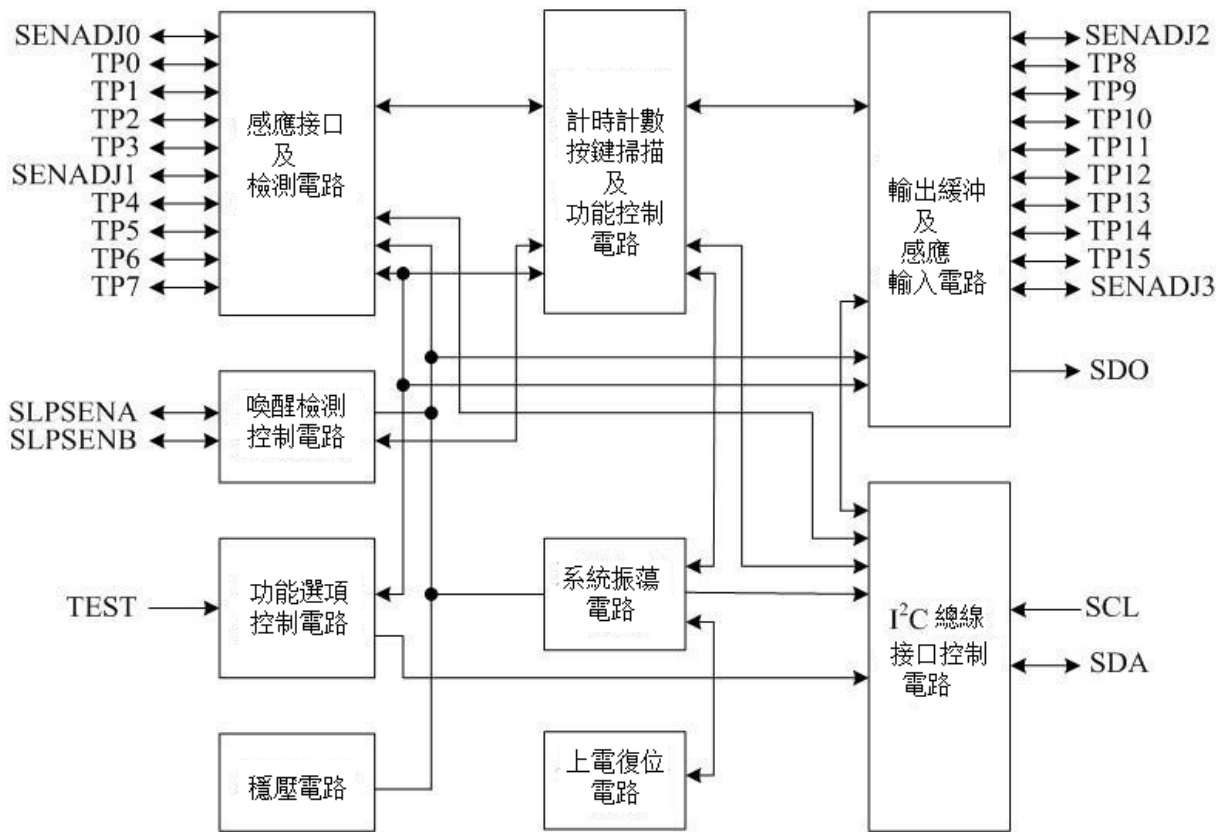 SENADJ0
TP0
TP1
TP2
TP3
SENADJ1
TP4
TP5
TP6
TP7
感應接口
及
檢測電路
計時計數
按鍵掃描
及
功能控制
電路
輸出緩沖
及
感應
輸入電路
SENADJ2
TP8
TP9
TP10
TP11
TP12
TP13
TP14
TP15
SENADJ3
SDO
SLPSENA
SLPSENB
喚醒檢測
控制電路
TEST
功能選項
控制電路
系統振蕩
電路
I²C 總線
接口控制
電路
SCL
SDA
穩壓電路
上電復位
電路